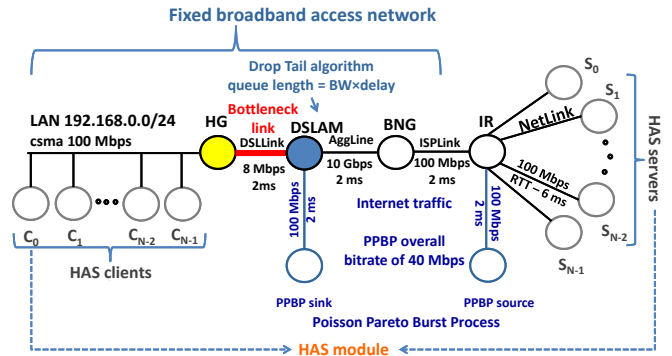 Fixed broadband access network
Drop Tail algorithm
queue length = BW×delay
LAN 192.168.0.0/24
csma 100 Mbps
HG
Bottleneck
link
DSLLink
8 Mbps
2ms
DSLAM
AggLine
10 Gbps
2 ms
BNG
ISPLink
100 Mbps
2 ms
IR
NetLink
100 Mbps
RTT – 6 ms
S0
S1
SN-2
SN-1
HAS servers
C0
C1
CN-2
CN-1
HAS clients
100 Mbps
2 ms
Internet traffic
100 Mbps
2 ms
PPBP overall
bitrate of 40 Mbps
PPBP sink
PPBP source
Poisson Pareto Burst Process
HAS module